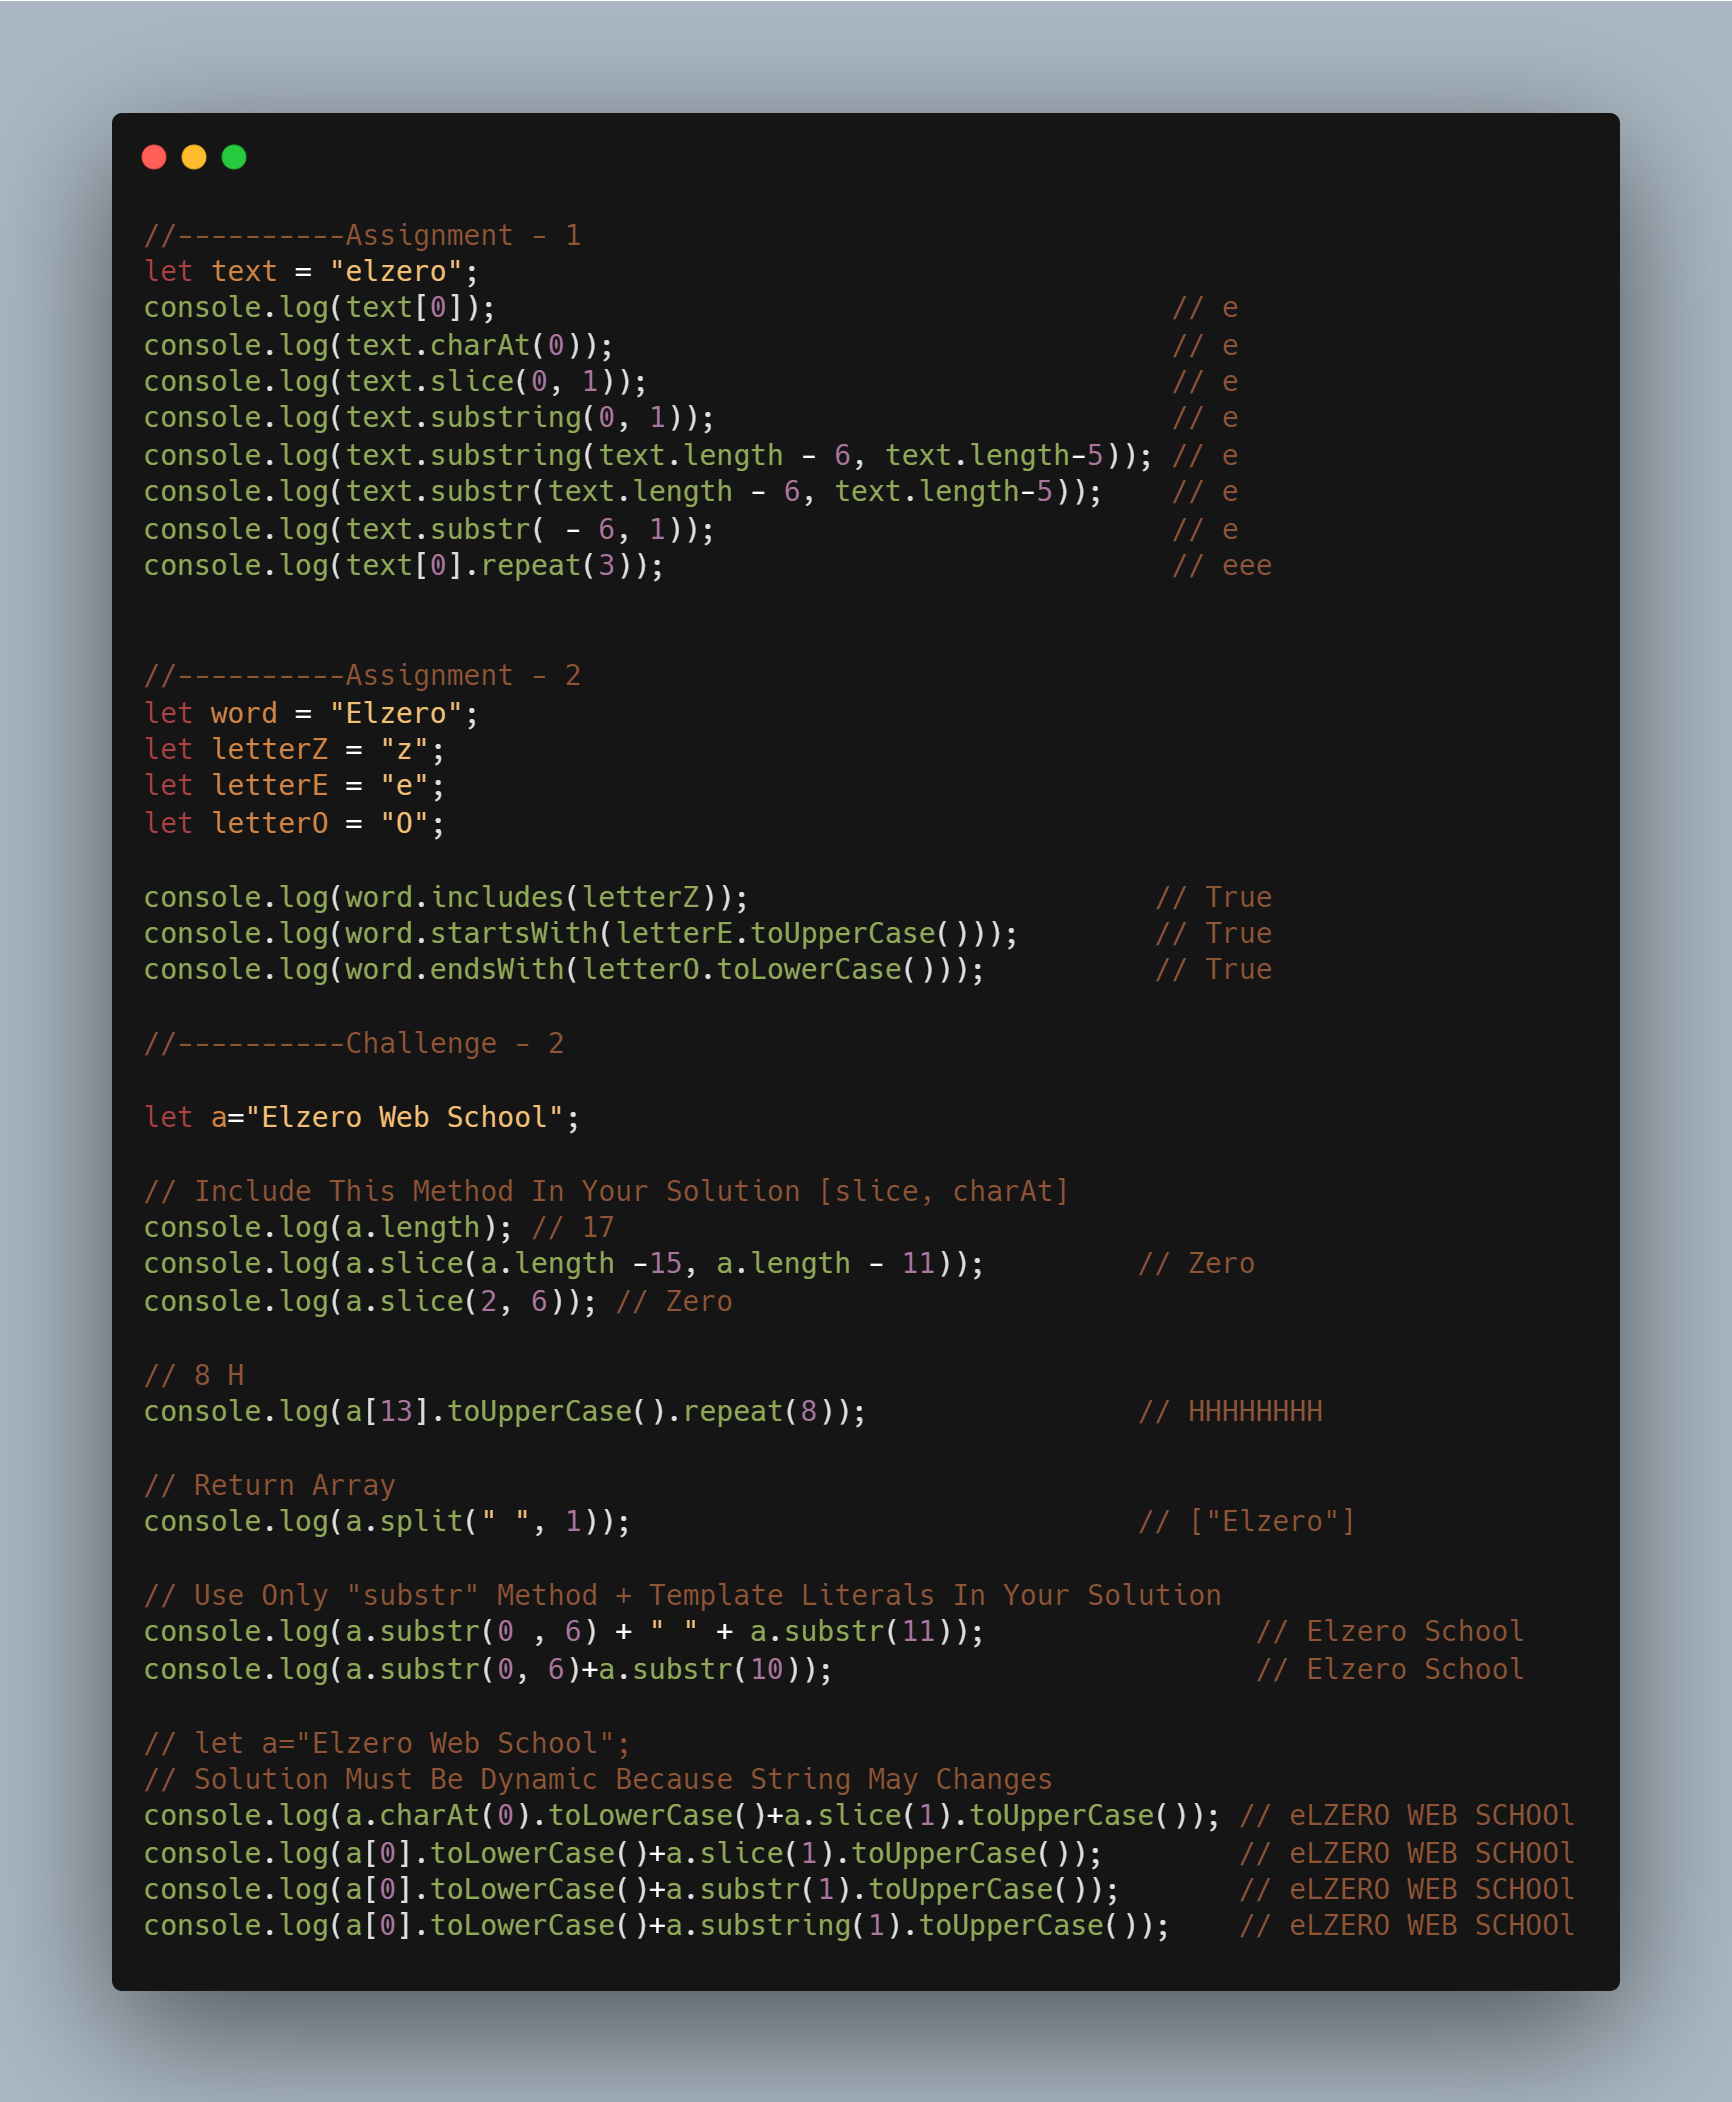 //----------Assignment - 1
let text = "elzero";
console.log(text[0]); // e
console.log(text.charAt(0)); // e
console.log(text.slice(0, 1)); // e
console.log(text.substring(0, 1)); // e
console.log(text.substring(text.length - 6, text.length-5)); // e
console.log(text.substr(text.length - 6, text.length-5)); // e
console.log(text.substr( - 6, 1)); // e
console.log(text[0].repeat(3)); // eee
//----------Assignment - 2
let word = "Elzero";
let letterZ = "z";
let letterE = "e";
let letterO = "O";
console.log(word.includes(letterZ)); // True
console.log(word.startsWith(letterE.toUpperCase())); // True
console.log(word.endsWith(letterO.toLowerCase())); // True
//----------Challenge - 2
let a="Elzero Web School";
// Include This Method In Your Solution [slice, charAt]
console.log(a.length); // 17
console.log(a.slice(a.length -15, a.length - 11)); // Zero
console.log(a.slice(2, 6)); // Zero
// 8 H
console.log(a[13].toUpperCase().repeat(8)); // HHHHHHHH
// Return Array
console.log(a.split(" ", 1)); // ["Elzero"]
// Use Only "substr" Method + Template Literals In Your Solution
console.log(a.substr(0 , 6) + " " + a.substr(11)); // Elzero School
console.log(a.substr(0, 6)+a.substr(10)); // Elzero School
// let a="Elzero Web School";
// Solution Must Be Dynamic Because String May Changes
console.log(a.charAt(0).toLowerCase()+a.slice(1).toUpperCase()); // eLZERO WEB SCHOOl
console.log(a[0].toLowerCase()+a.slice(1).toUpperCase()); // eLZERO WEB SCHOOl
console.log(a[0].toLowerCase()+a.substr(1).toUpperCase()); // eLZERO WEB SCHOOl
console.log(a[0].toLowerCase()+a.substring(1).toUpperCase()); // eLZERO WEB SCHOOl